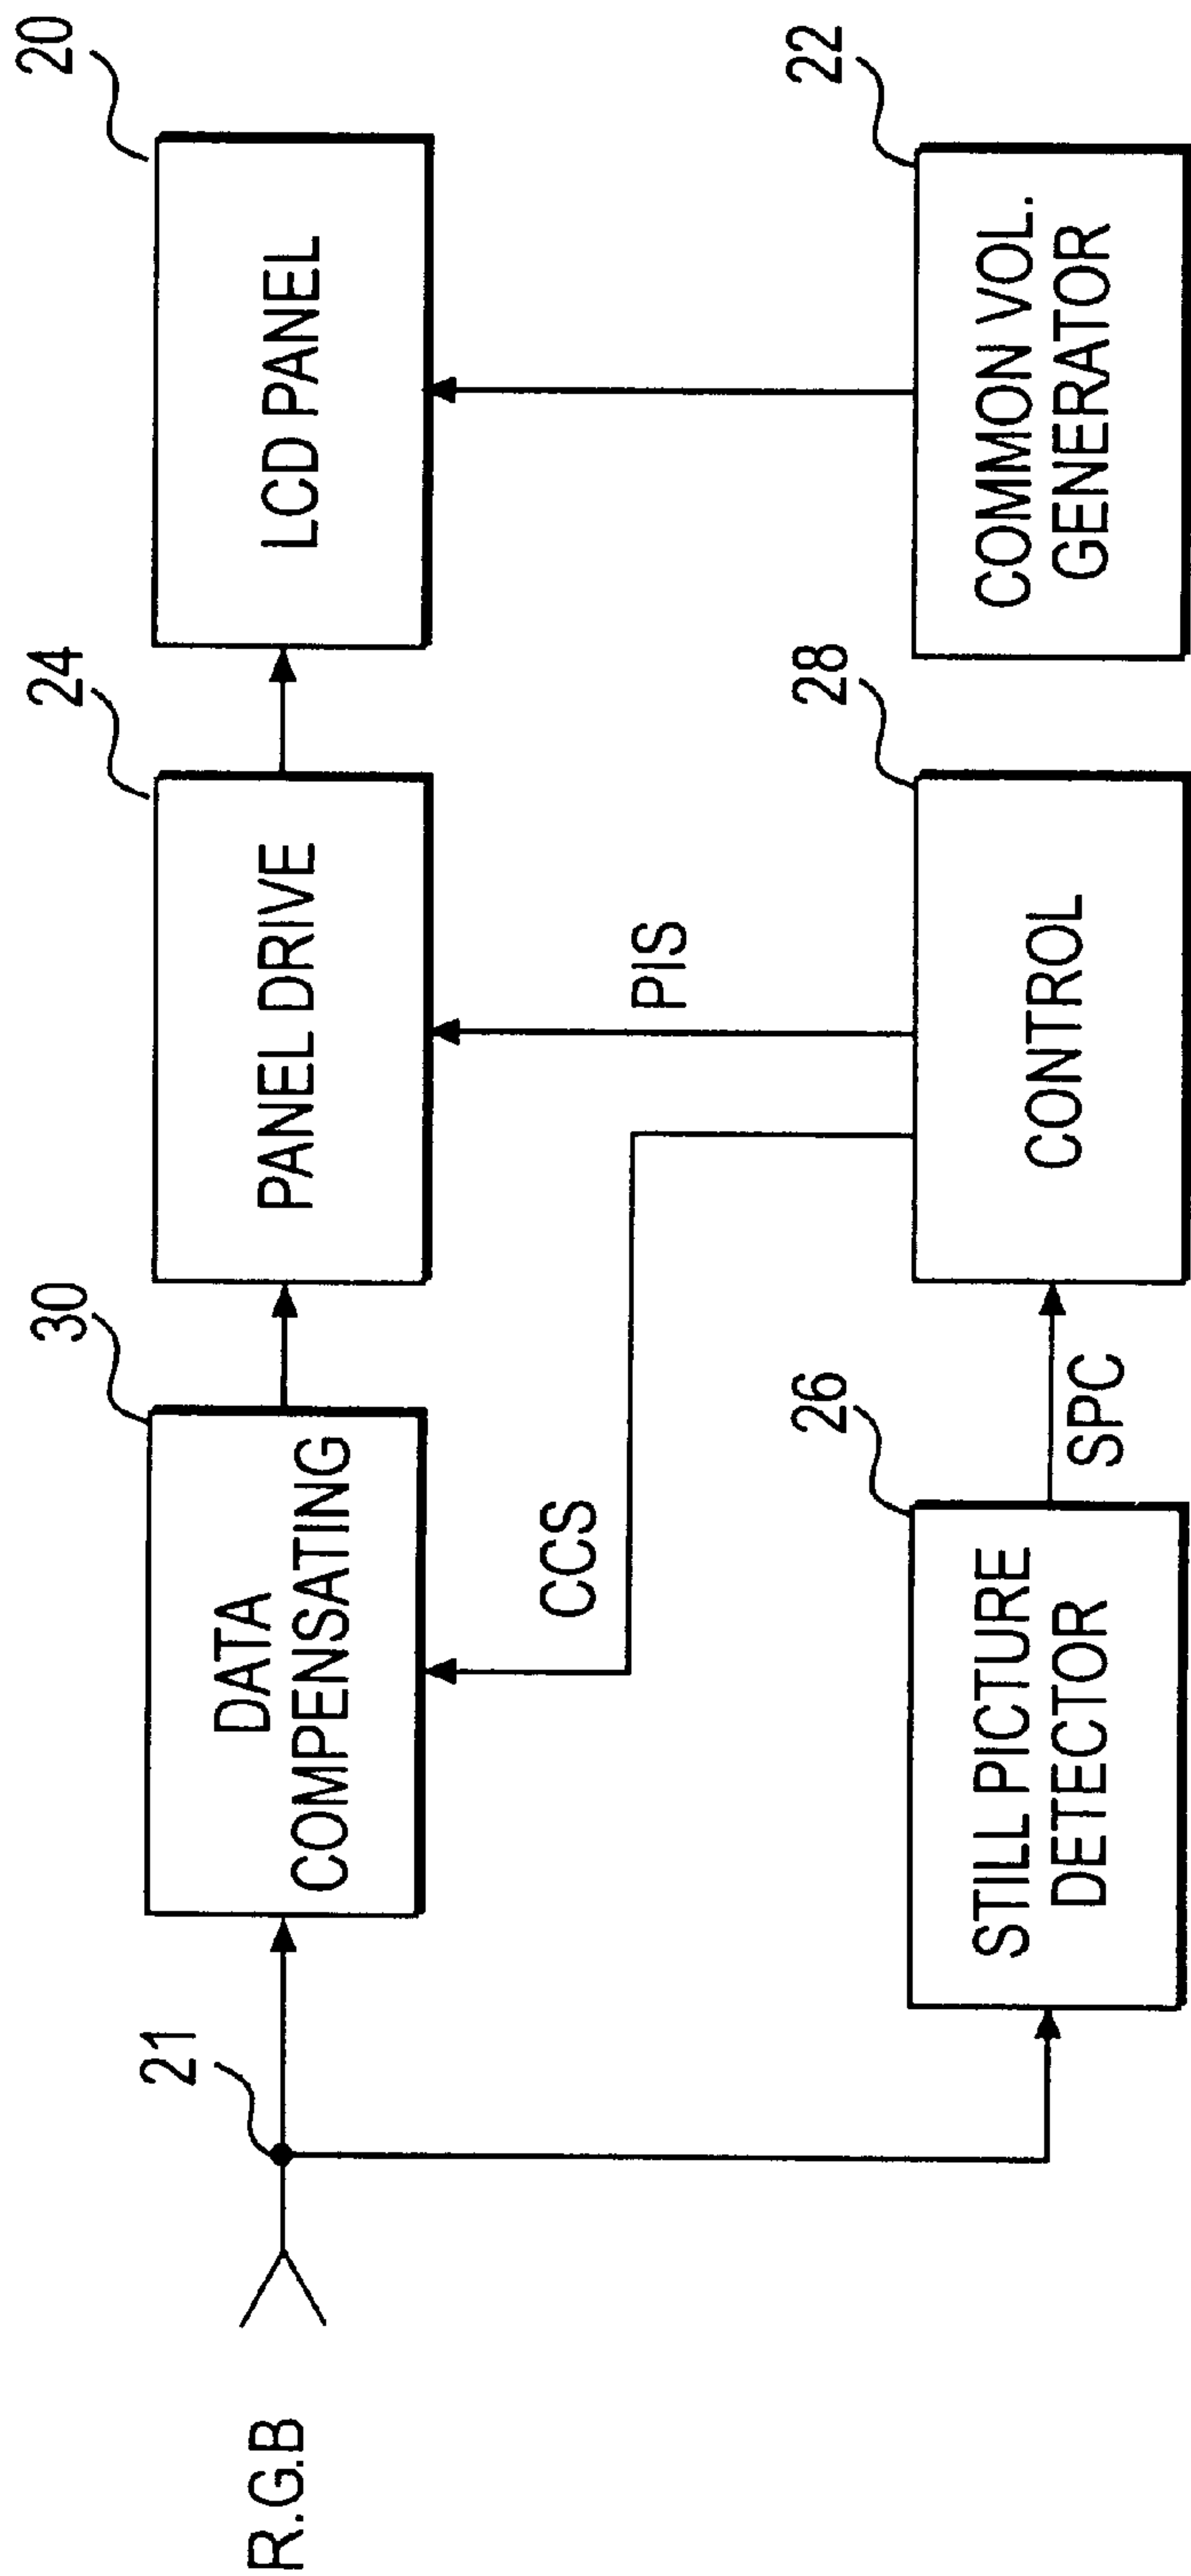 R.G.B
21
30
DATA
COMPENSATING
24
PANEL DRIVE
20
LCD PANEL
CCS
PIS
26
STILL PICTURE
DETECTOR
SPC
28
CONTROL
22
COMMON VOL.
GENERATOR